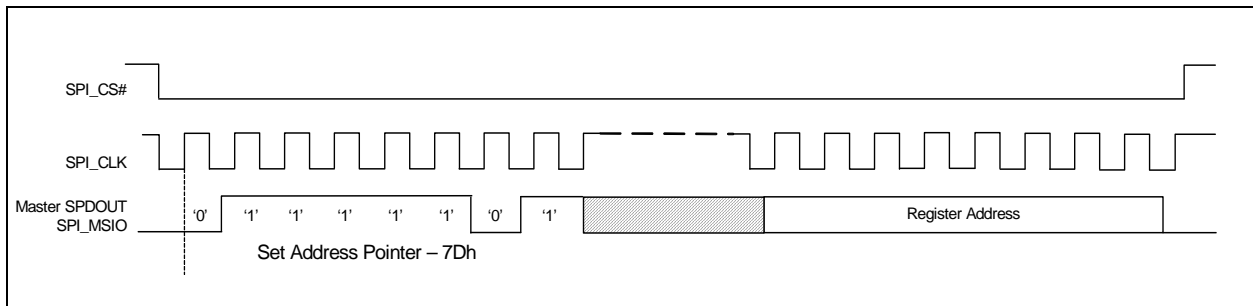 SPI_CS#
SPI_CLK
Master SPDOUT
SPI_MSIO
‘0’ ‘1’ ‘1’ ‘1’ ‘1’ ‘1’ ‘0’ ‘1’ Register Address
Set Address Pointer – 7Dh